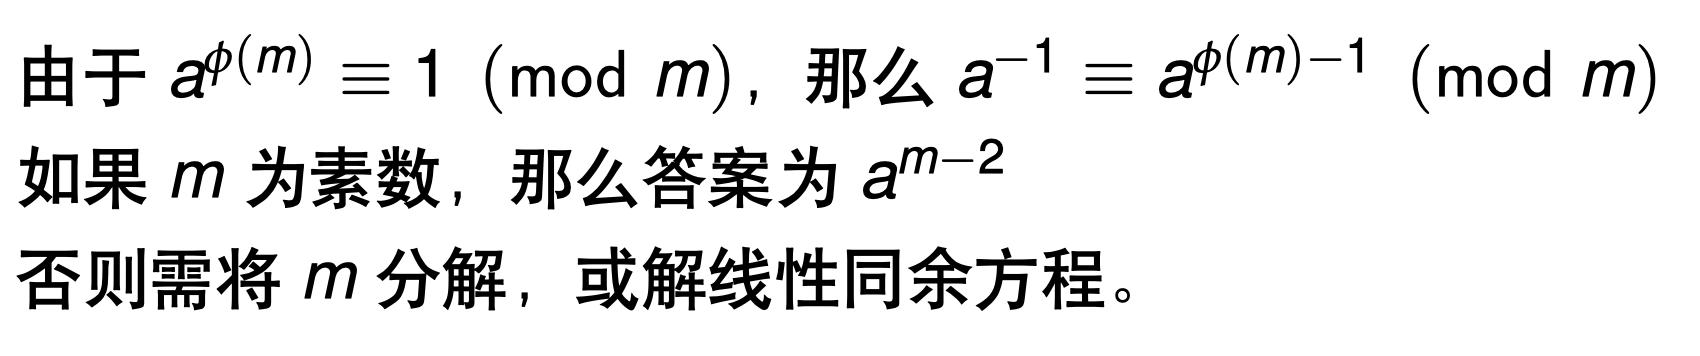 由于 a^{ϕ(m)} ≡ 1 (mod m)，那么 a^{−1} ≡ a^{ϕ(m)−1} (mod m)
如果 m 为素数，那么答案为 a^{m−2}
否则需将 m 分解，或解线性同余方程。